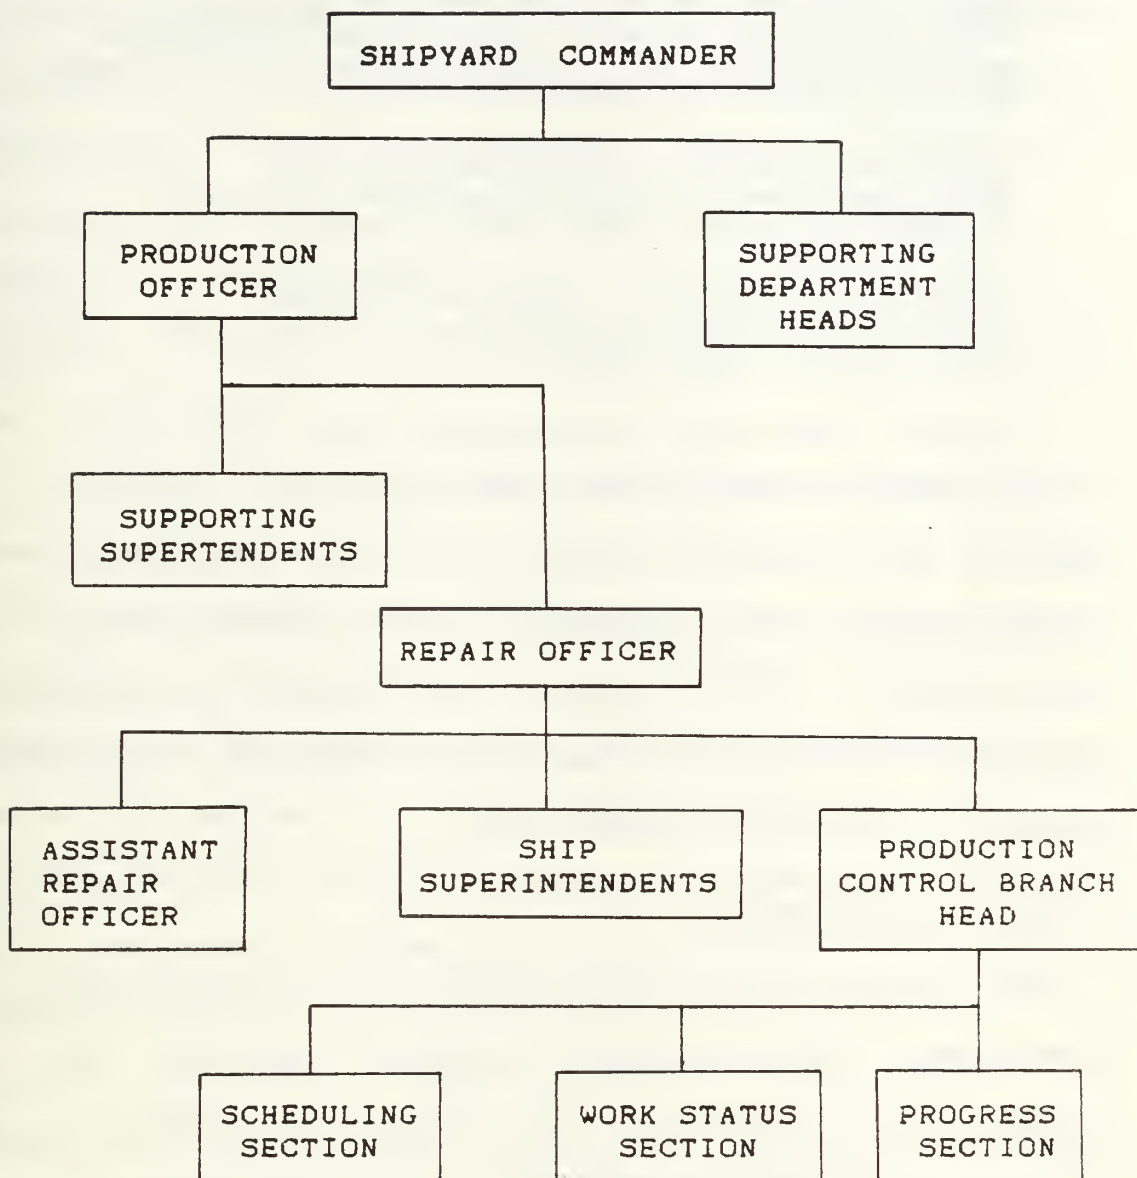 SHIPYARD COMMANDER
PRODUCTION
OFFICER
SUPPORTING
DEPARTMENT
HEADS
SUPPORTING
SUPERTENDENTS
REPAIR OFFICER
ASSISTANT
REPAIR
OFFICER
SHIP
SUPERINTENDENTS
PRODUCTION
CONTROL BRANCH
HEAD
SCHEDULING
SECTION
WORK STATUS
SECTION
PROGRESS
SECTION